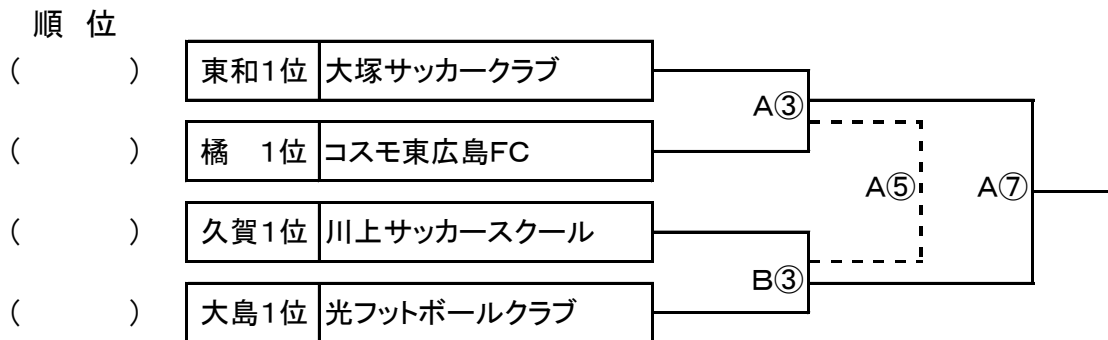 順 位
( ) 東和1位 大塚サッカークラブ
A③
( ) 橘 1位 コスモ東広島FC
A⑤ A⑦
( ) 久賀1位 川上サッカースクール
B③
( ) 大島1位 光フットボールクラブ